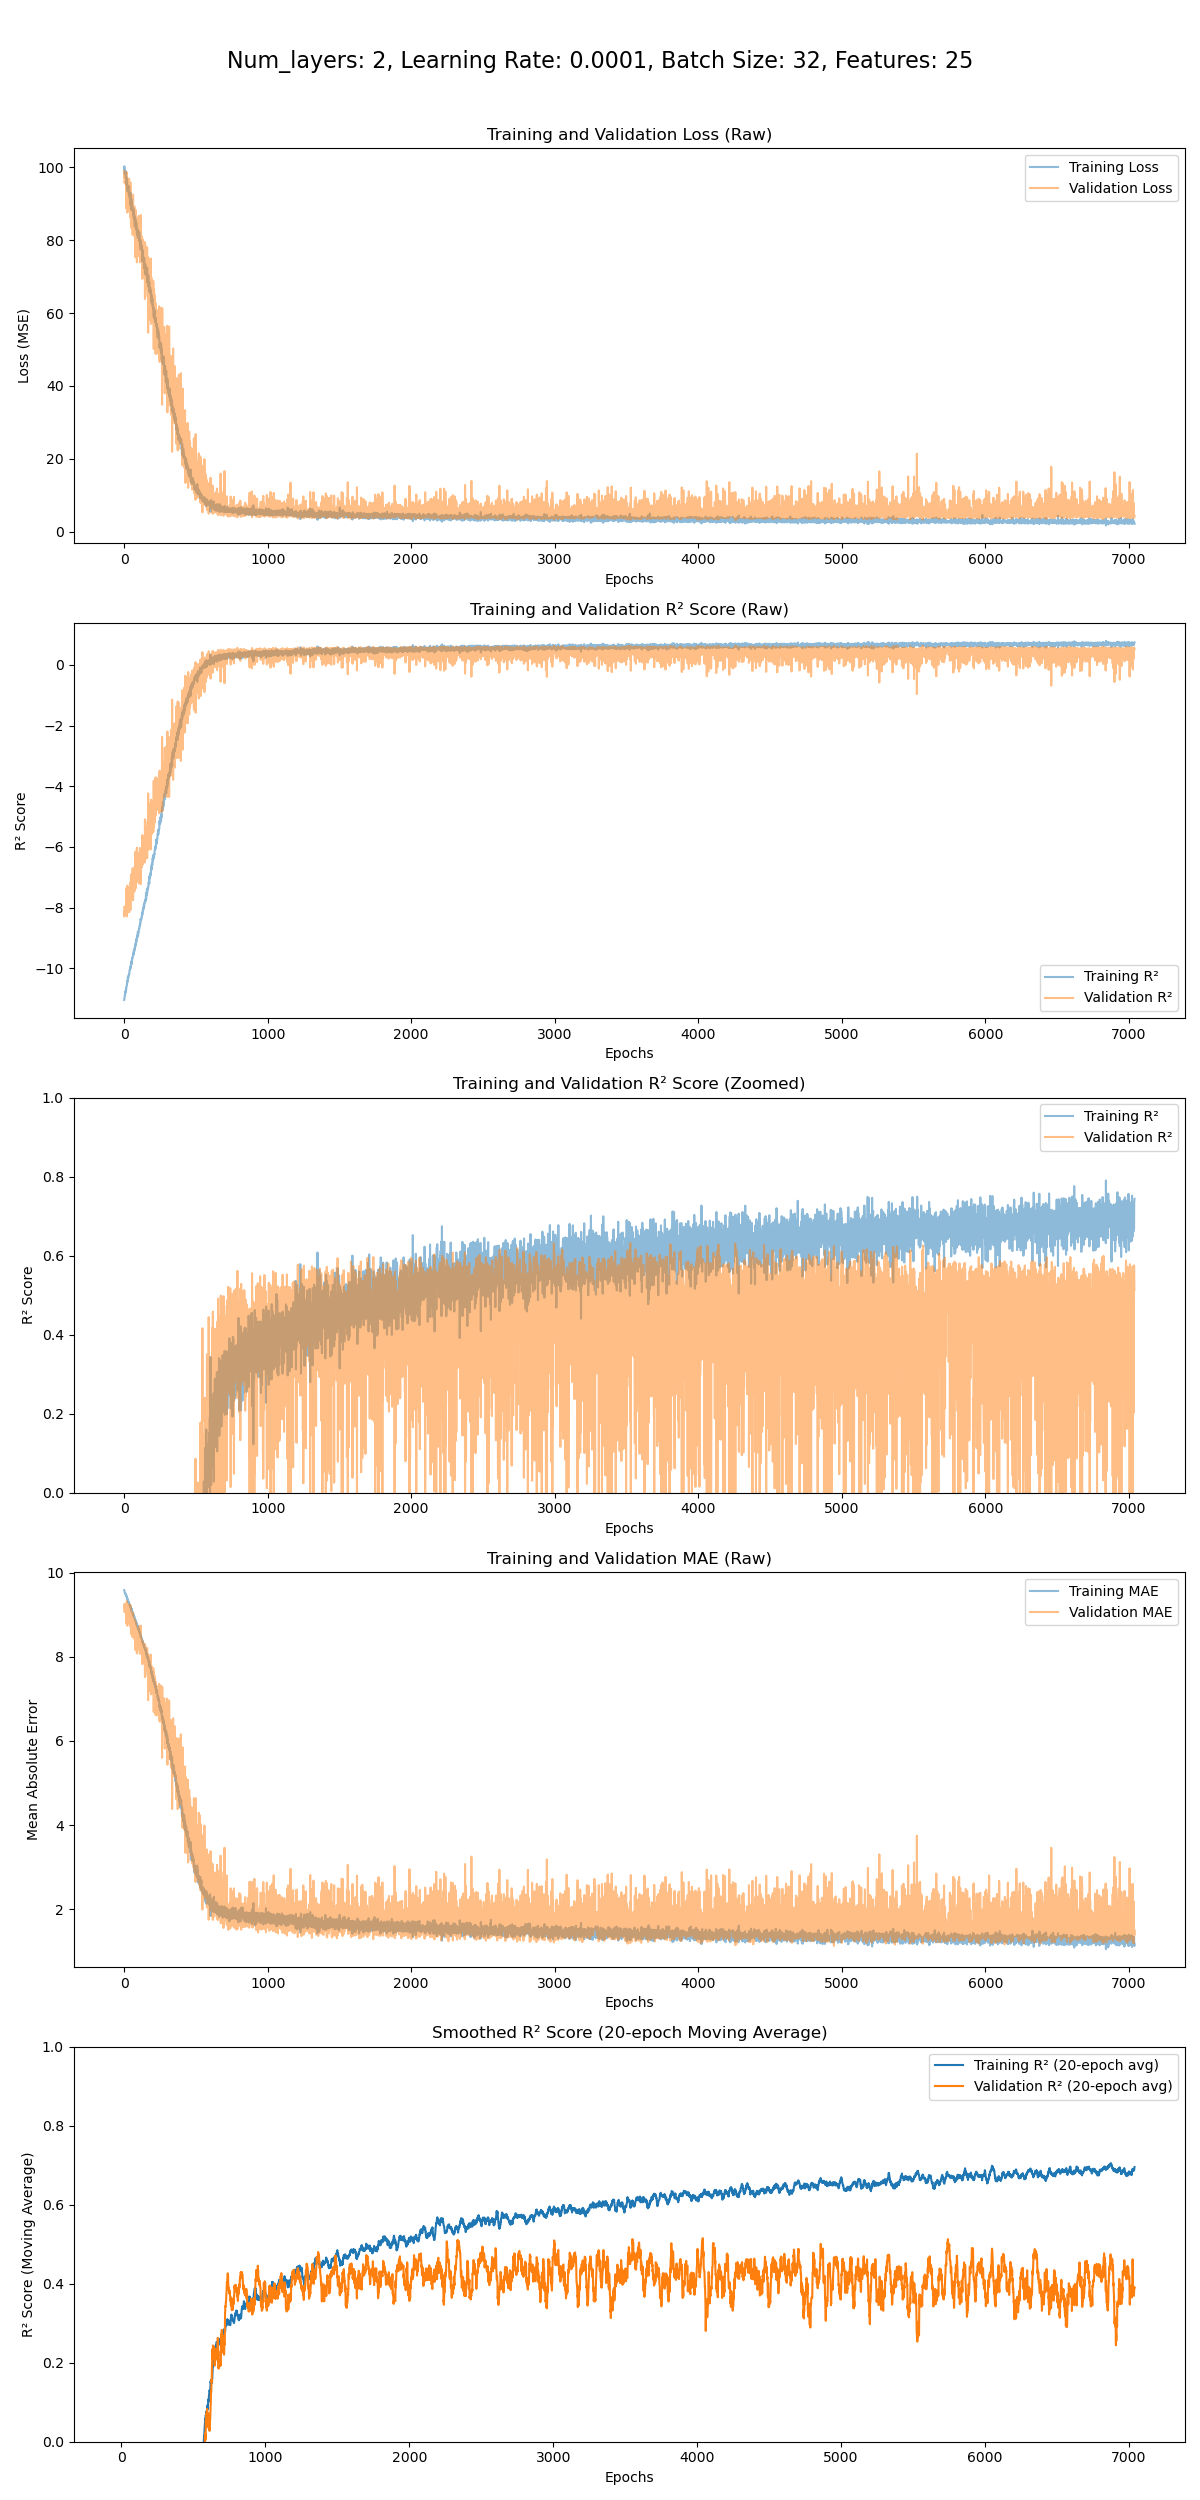 Num_layers: 2, Learning Rate: 0.0001, Batch Size: 32, Features: 25
Training and Validation Loss (Raw)
Training Loss
Validation Loss
Loss (MSE)
100
80
60
40
20
0
0 1000 2000 3000 4000 5000 6000 7000
Epochs
Training and Validation R² Score (Raw)
R² Score
0
−2
−4
−6
−8
−10
Training R²
Validation R²
0 1000 2000 3000 4000 5000 6000 7000
Epochs
Training and Validation R² Score (Zoomed)
Training R²
Validation R²
R² Score
1.0
0.8
0.6
0.4
0.2
0.0
0 1000 2000 3000 4000 5000 6000 7000
Epochs
Training and Validation MAE (Raw)
Training MAE
Validation MAE
Mean Absolute Error
10
8
6
4
2
0 1000 2000 3000 4000 5000 6000 7000
Epochs
Smoothed R² Score (20-epoch Moving Average)
Training R² (20-epoch avg)
Validation R² (20-epoch avg)
R² Score (Moving Average)
1.0
0.8
0.6
0.4
0.2
0.0
0 1000 2000 3000 4000 5000 6000 7000
Epochs